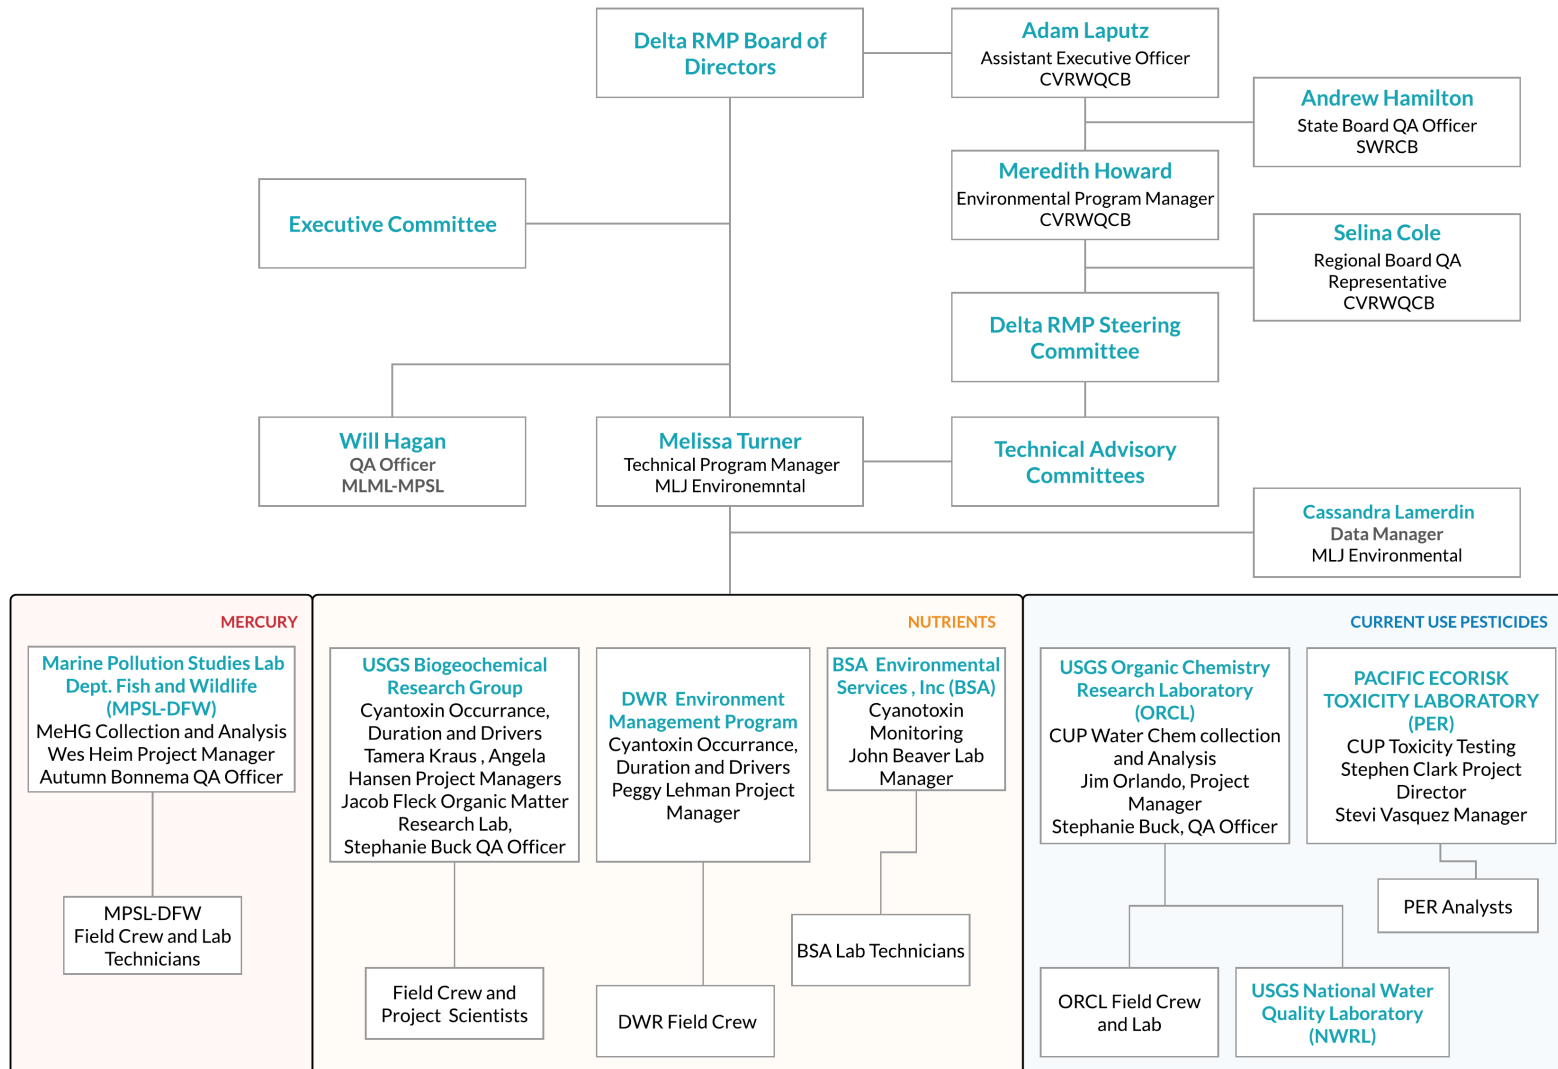 Delta RMP Board of
Directors
Adam Laputz
Assistant Executive Officer
CVRWQCB
Andrew Hamilton
State Board QA Officer
SWRCB
Meredith Howard
Environmental Program Manager
CVRWQCB
Executive Committee
Selina Cole
Regional Board QA
Representative
CVRWQCB
Delta RMP Steering
Committee
Will Hagan
QA Officer
MLML-MPSL
Melissa Turner
Technical Program Manager
MLJ Environemntal
Technical Advisory
Committees
Cassandra Lamerdin
Data Manager
MLJ Environmental
MERCURY
Marine Pollution Studies Lab
Dept. Fish and Wildlife
(MPSL-DFW)
MeHG Collection and Analysis
Wes Heim Project Manager
Autumn Bonnema QA Officer
MPSL-DFW
Field Crew and Lab
Technicians
NUTRIENTS
USGS Biogeochemical
Research Group
Cyantoxin Occurrance,
Duration and Drivers
Tamera Kraus , Angela
Hansen Project Managers
Jacob Fleck Organic Matter
Research Lab,
Stephanie Buck QA Officer
Field Crew and
Project Scientists
DWR Environment
Management Program
Cyantoxin Occurrance,
Duration and Drivers
Peggy Lehman Project
Manager
DWR Field Crew
BSA Environmental
Services , Inc (BSA)
Cyanotoxin
Monitoring
John Beaver Lab
Manager
BSA Lab Technicians
CURRENT USE PESTICIDES
USGS Organic Chemistry
Research Laboratory
(ORCL)
CUP Water Chem collection
and Analysis
Jim Orlando, Project
Manager
Stephanie Buck, QA Officer
ORCL Field Crew
and Lab
USGS National Water
Quality Laboratory
(NWRL)
PACIFIC ECORISK
TOXICITY LABORATORY
(PER)
CUP Toxicity Testing
Stephen Clark Project
Director
Stevi Vasquez Manager
PER Analysts